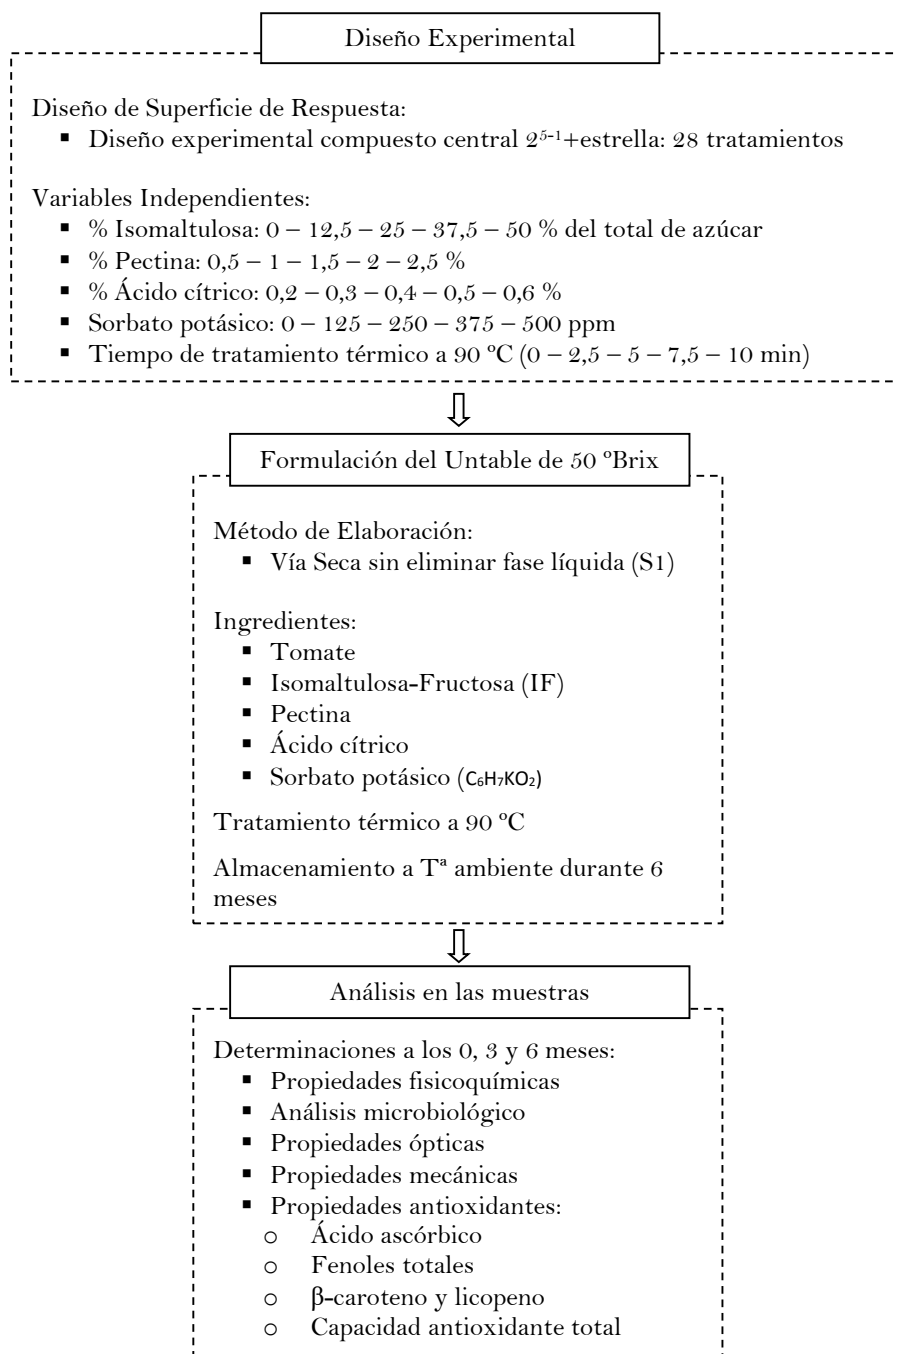 Diseño Experimental
Diseño de Superficie de Respuesta:
▪ Diseño experimental compuesto central 2⁵⁻¹+estrella: 28 tratamientos
Variables Independientes:
▪ % Isomaltulosa: 0 – 12,5 – 25 – 37,5 – 50 % del total de azúcar
▪ % Pectina: 0,5 – 1 – 1,5 – 2 – 2,5 %
▪ % Ácido cítrico: 0,2 – 0,3 – 0,4 – 0,5 – 0,6 %
▪ Sorbato potásico: 0 – 125 – 250 – 375 – 500 ppm
▪ Tiempo de tratamiento térmico a 90 ºC (0 – 2,5 – 5 – 7,5 – 10 min)
Formulación del Untable de 50 ºBrix
Método de Elaboración:
▪ Vía Seca sin eliminar fase líquida (S1)
Ingredientes:
▪ Tomate
▪ Isomaltulosa-Fructosa (IF)
▪ Pectina
▪ Ácido cítrico
▪ Sorbato potásico (C₆H₇KO₂)
Tratamiento térmico a 90 ºC
Almacenamiento a Tª ambiente durante 6
meses
Análisis en las muestras
Determinaciones a los 0, 3 y 6 meses:
▪ Propiedades fisicoquímicas
▪ Análisis microbiológico
▪ Propiedades ópticas
▪ Propiedades mecánicas
▪ Propiedades antioxidantes:
o Ácido ascórbico
o Fenoles totales
o β-caroteno y licopeno
o Capacidad antioxidante total